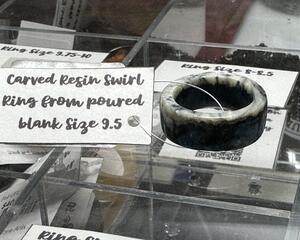 Ring Size 9.75-10
Carved Resin Swirl
Ring from poured
blank Size 9.5
Ring Size 8-8.5